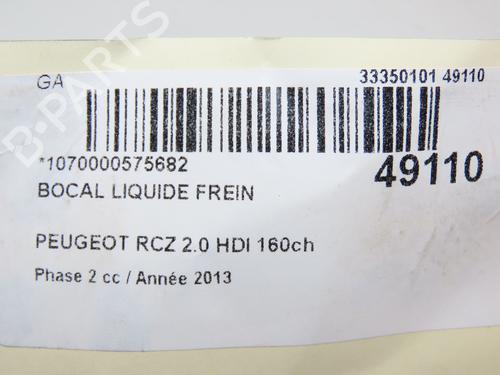 GA 33350101 49110
*1070000575682 49110
BOCAL LIQUIDE FREIN
PEUGEOT RCZ 2.0 HDI 160ch
Phase 2 cc / Année 2013
B-PARTS